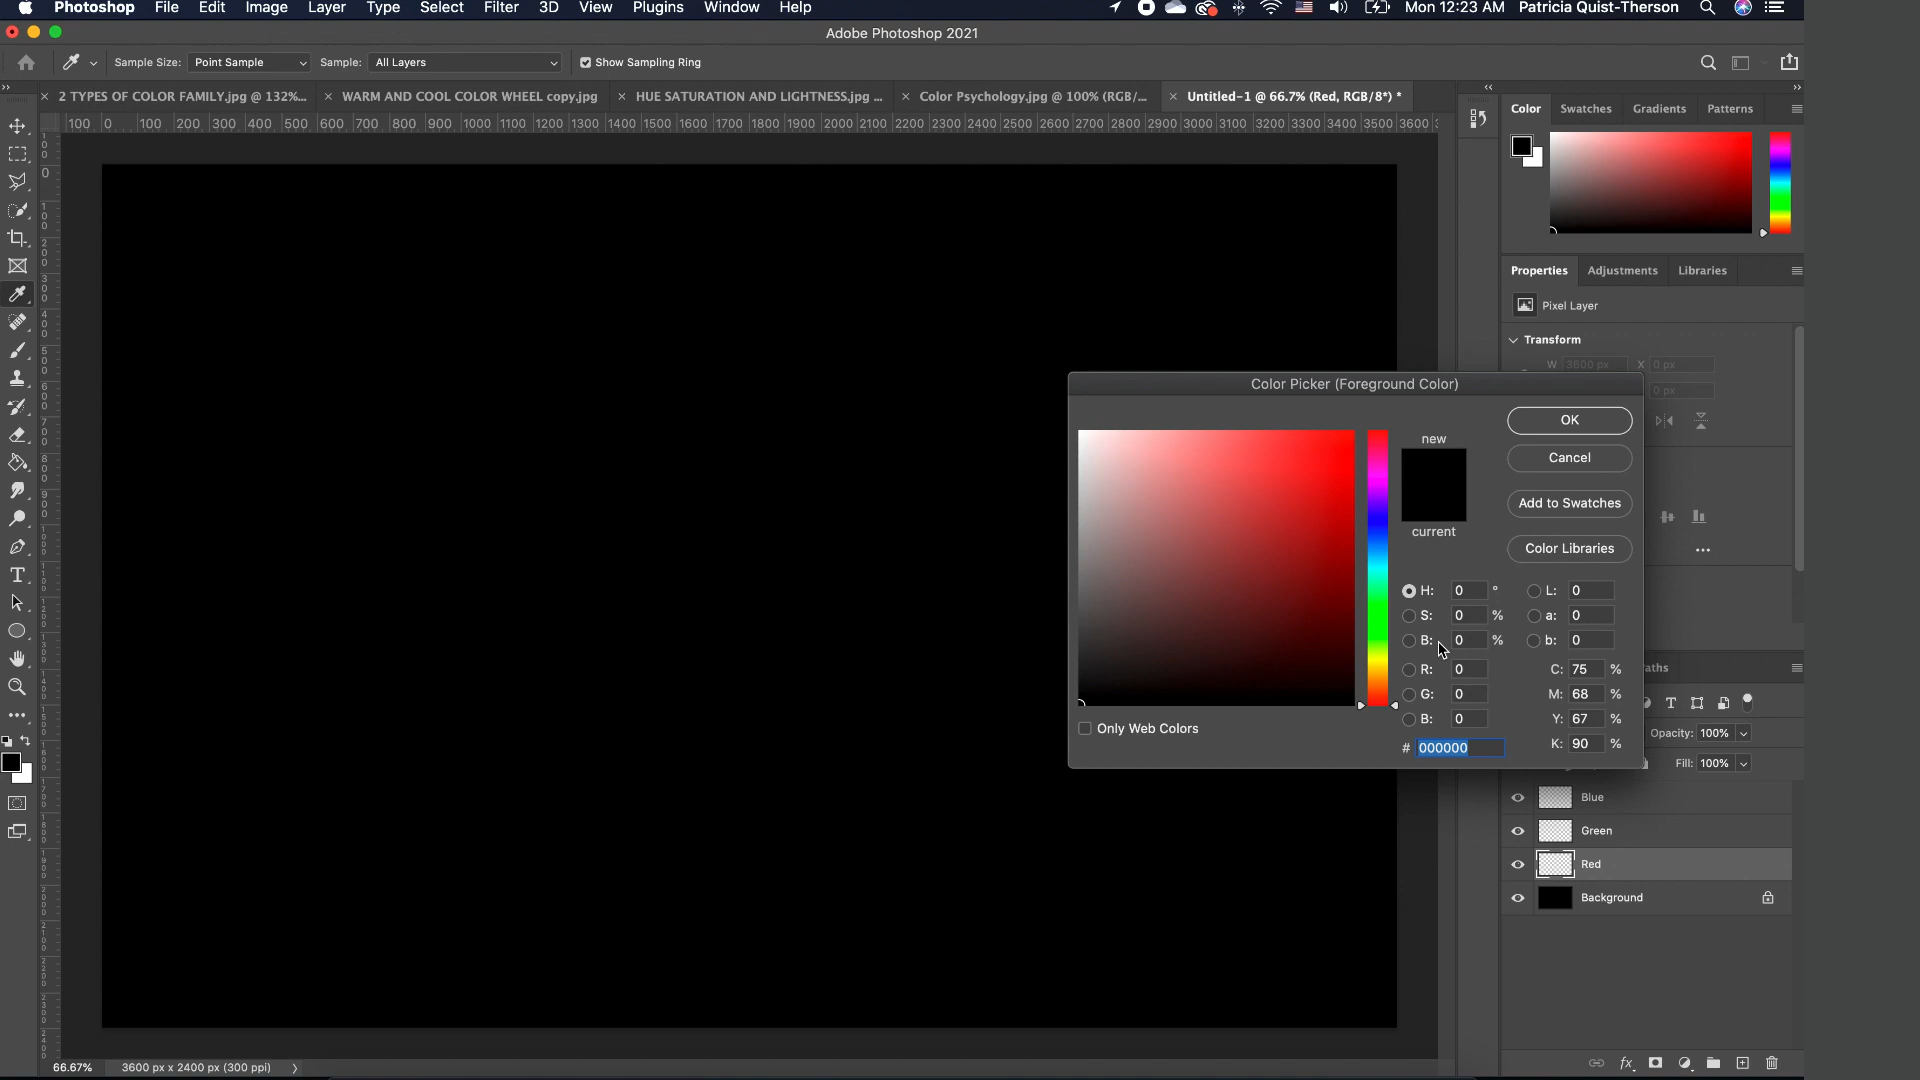 Photoshop File Edit Image Layer Type Select Filter 3D View Plugins Window Help Mon 12:23 AM Patricia Quist-Therson
Adobe Photoshop 2021
Sample Size: Point Sample Sample: All Layers Show Sampling Ring
2 TYPES OF COLOR FAMILY.jpg @ 132%... WARM AND COOL COLOR WHEEL copy.jpg HUE SATURATION AND LIGHTNESS.jpg ... Color Psychology.jpg @ 100% (RGB/... Untitled-1 @ 66.7% (Red, RGB/8*) *
Color Swatches Gradients Patterns
100 0 100 200 300 400 500 600 700 800 900 1000 1100 1200 1300 1400 1500 1600 1700 1800 1900 2000 2100 2200 2300 2400 2500 2600 2700 2800 2900 3000 3100 3200 3300 3400 3500 3600
Properties Adjustments Libraries
Pixel Layer
Transform
W 3600 px X 0 px
0 px
Color Picker (Foreground Color)
OK
new
Cancel
Add to Swatches
current
Color Libraries
H: 0 ° L: 0
S: 0 % a: 0
B: 0 % b: 0
R: 0 C: 75 %
G: 0 M: 68 %
B: 0 Y: 67 %
# 000000 K: 90 %
Only Web Colors
aths
Opacity: 100%
Fill: 100%
Blue
Green
Red
Background
66.67% 3600 px x 2400 px (300 ppi)